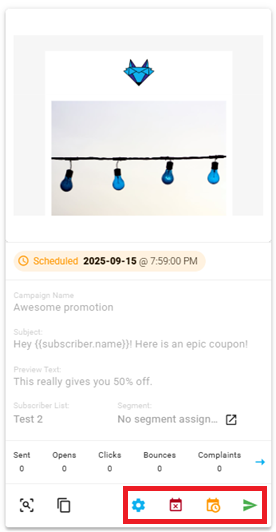 Scheduled 2025-09-15 @ 7:59:00 PM
Campaign Name
Awesome promotion
Subject:
Hey {{subscriber.name}}! Here is an epic coupon!
Preview Text:
This really gives you 50% off.
Subscriber List: Segment:
Test 2 No segment assign...
Sent Opens Clicks Bounces Complaints
0 0 0 0 0